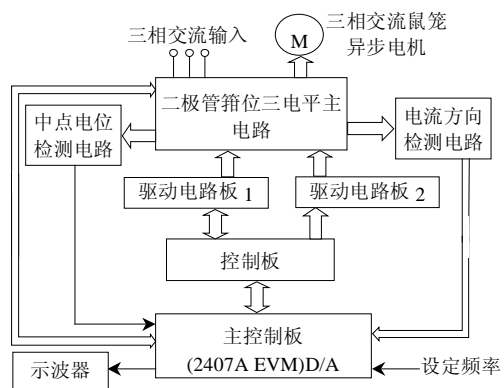 三相交流输入
M
三相交流鼠笼
异步电机
二极管箝位三电平主
电路
中点电位
检测电路
电流方向
检测电路
驱动电路板 1
驱动电路板 2
控制板
主控制板
(2407A EVM)D/A
示波器
设定频率